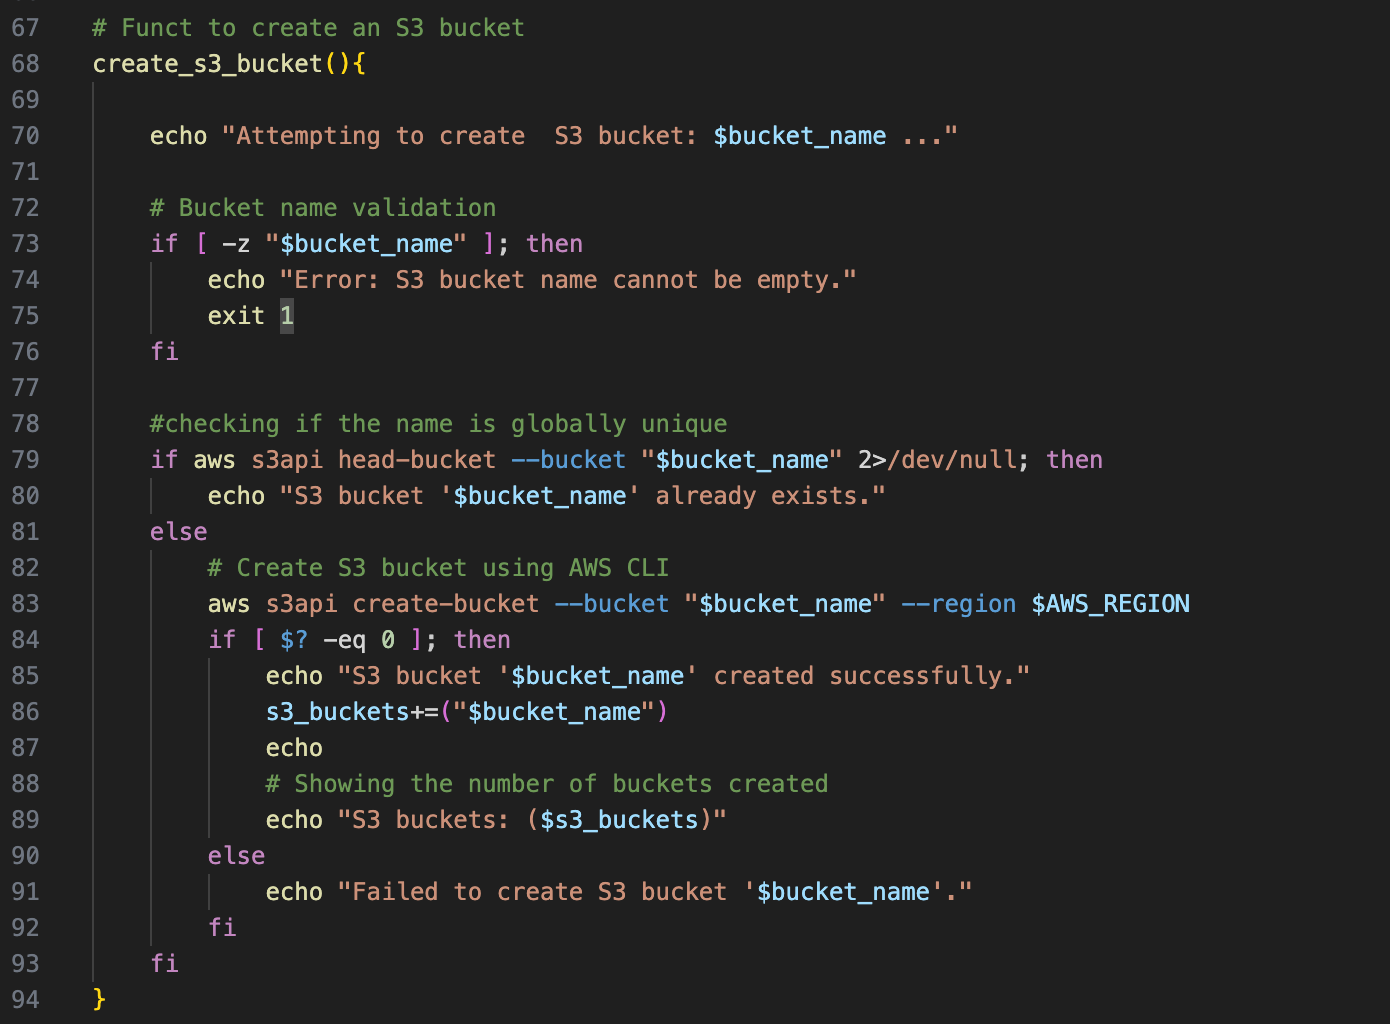 67 # Funct to create an S3 bucket
68 create_s3_bucket(){
69
70 echo "Attempting to create  S3 bucket: $bucket_name ..."
71
72 # Bucket name validation
73 if [ -z "$bucket_name" ]; then
74 echo "Error: S3 bucket name cannot be empty."
75 exit 1
76 fi
77
78 #checking if the name is globally unique
79 if aws s3api head-bucket --bucket "$bucket_name" 2>/dev/null; then
80 echo "S3 bucket '$bucket_name' already exists."
81 else
82 # Create S3 bucket using AWS CLI
83 aws s3api create-bucket --bucket "$bucket_name" --region $AWS_REGION
84 if [ $? -eq 0 ]; then
85 echo "S3 bucket '$bucket_name' created successfully."
86 s3_buckets+=("$bucket_name")
87 echo
88 # Showing the number of buckets created
89 echo "S3 buckets: ($s3_buckets)"
90 else
91 echo "Failed to create S3 bucket '$bucket_name'."
92 fi
93 fi
94 }